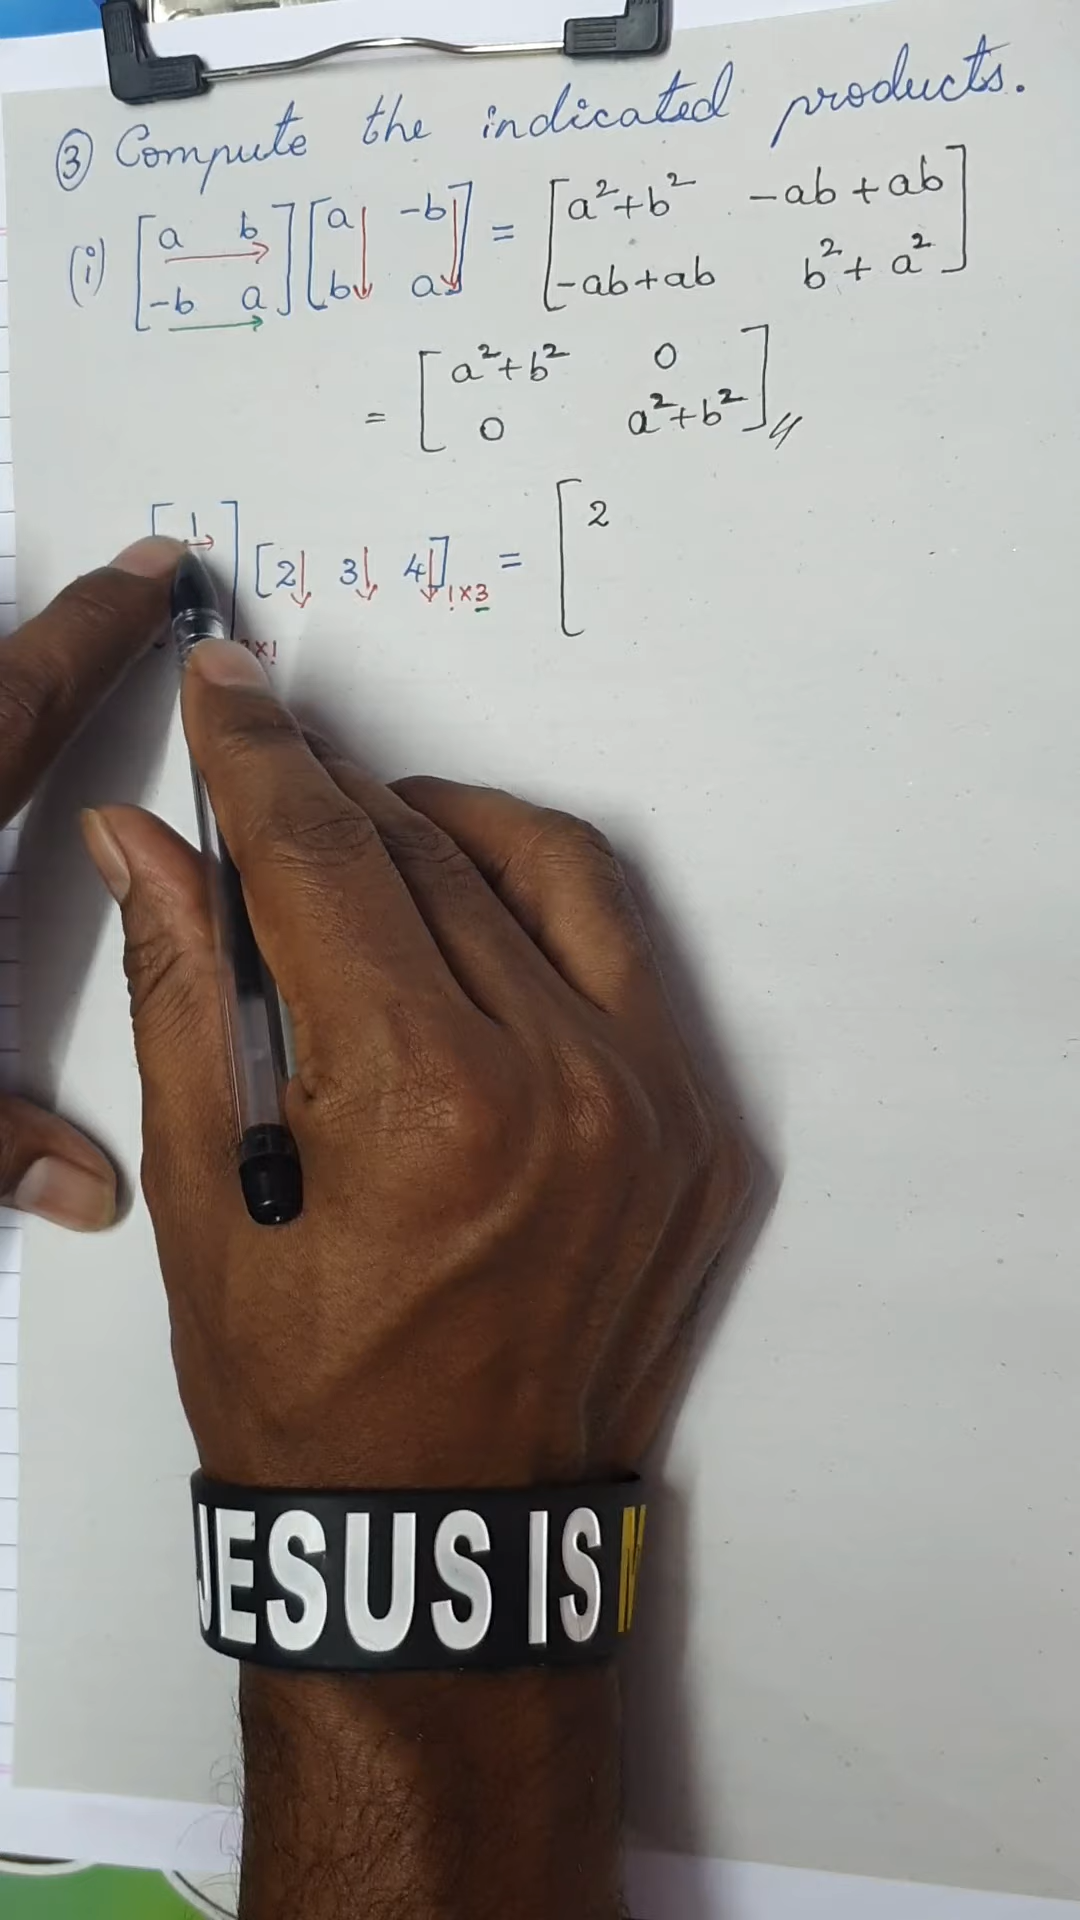 ③ Compute the indicated products.
(i) [a b -b a] [a -b b a] = [a²+b² -ab+ab -ab+ab b²+a²]
= [a²+b² 0 0 a²+b²]
[1] [2 3 4] 1×3 = [2
×1
JESUS IS